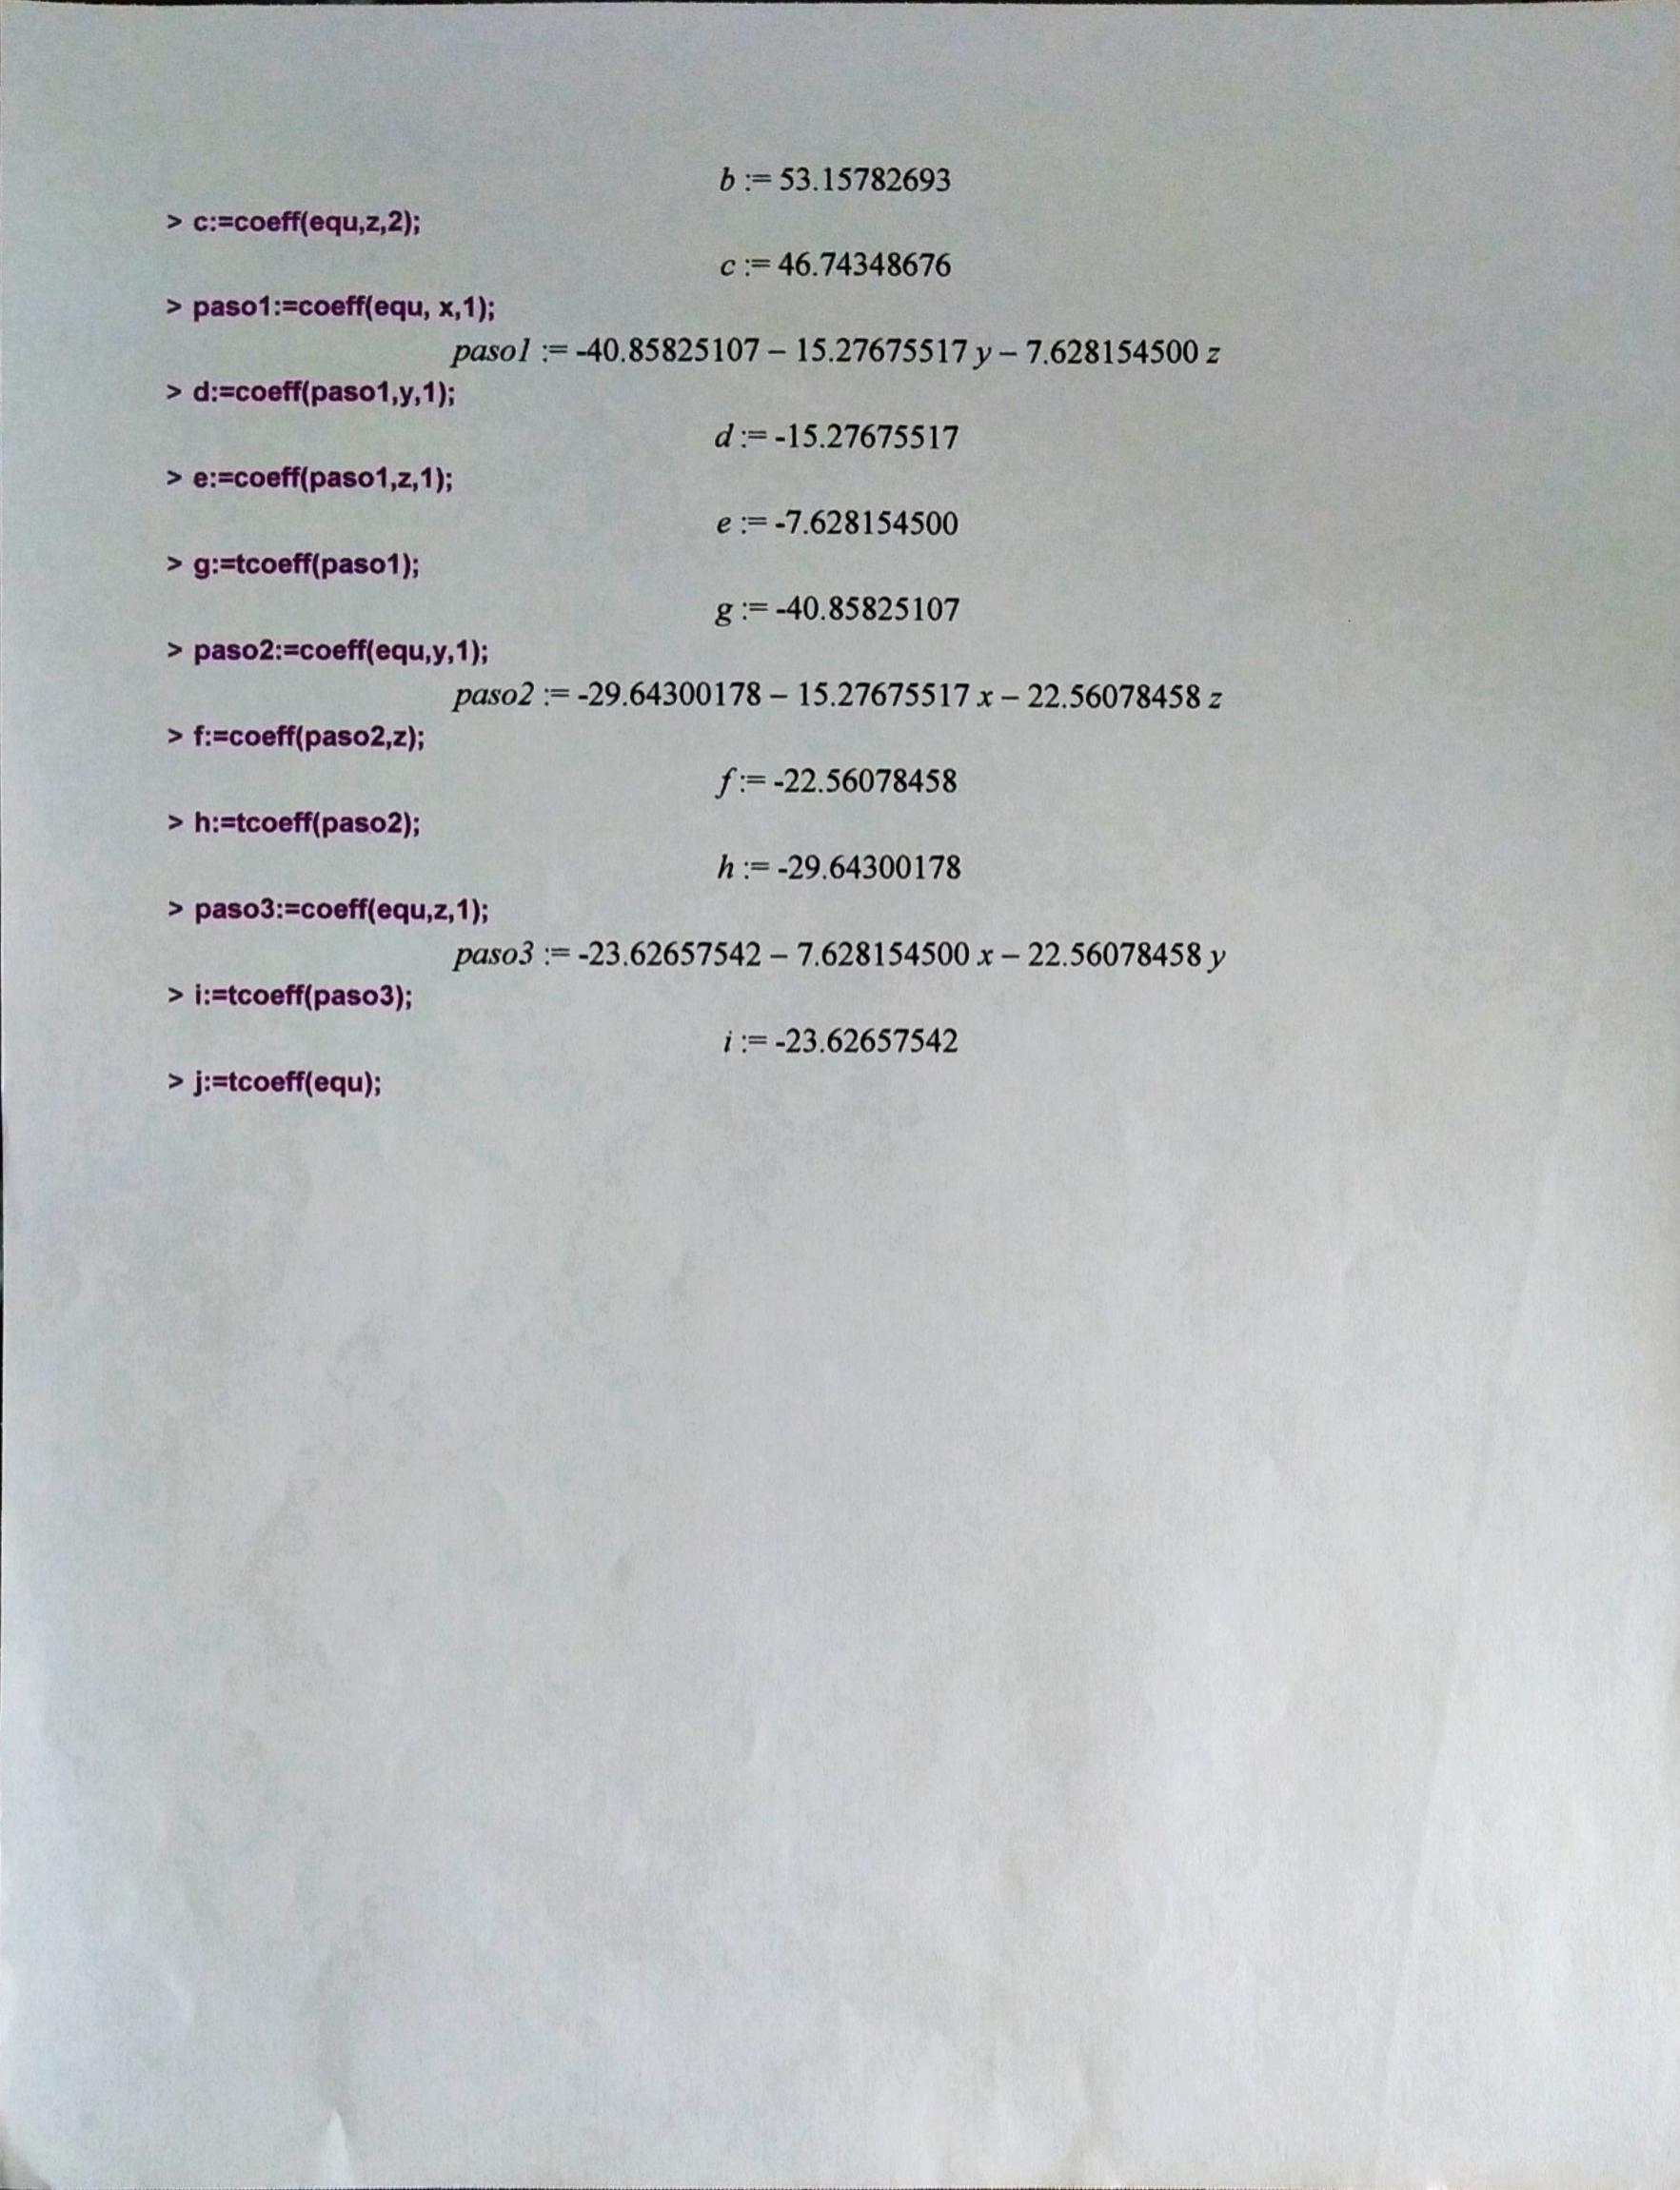 b := 53.15782693
> c:=coeff(equ,z,2);
c := 46.74348676
> paso1:=coeff(equ, x,1);
paso1 := -40.85825107 – 15.27675517 y – 7.628154500 z
> d:=coeff(paso1,y,1);
d := -15.27675517
> e:=coeff(paso1,z,1);
e := -7.628154500
> g:=tcoeff(paso1);
g := -40.85825107
> paso2:=coeff(equ,y,1);
paso2 := -29.64300178 – 15.27675517 x – 22.56078458 z
> f:=coeff(paso2,z);
f := -22.56078458
> h:=tcoeff(paso2);
h := -29.64300178
> paso3:=coeff(equ,z,1);
paso3 := -23.62657542 – 7.628154500 x – 22.56078458 y
> i:=tcoeff(paso3);
i := -23.62657542
> j:=tcoeff(equ);